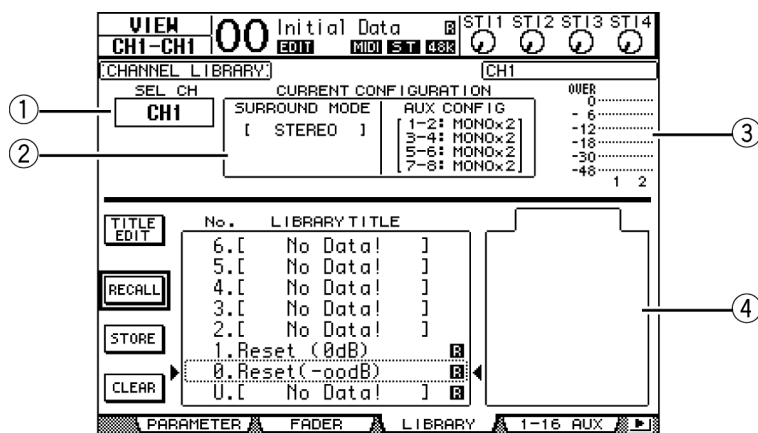 VIEW
CH1-CH1
00
Initial Data R
EDIT MIDI ST 48K
STI1 STI2 STI3 STI4
CHANNEL LIBRARY
CH1
SEL CH
CH1
CURRENT CONFIGURATION
SURROUND MODE
[ STEREO ]
AUX CONFIG
[1-2: MONOx2]
3-4: MONOx2
5-6: MONOx2
[7-8: MONOx2]
OVER
0
- 6
-12
-18
-30
-48
1 2
1
2
3
4
TITLE EDIT
RECALL
STORE
CLEAR
No. LIBRARY TITLE
6.[ No Data! ]
5.[ No Data! ]
4.[ No Data! ]
3.[ No Data! ]
2.[ No Data! ]
1.Reset (0dB) R
0.Reset(-oodB) R
U.[ No Data! ] R
PARAMETER
FADER
LIBRARY
1-16 AUX